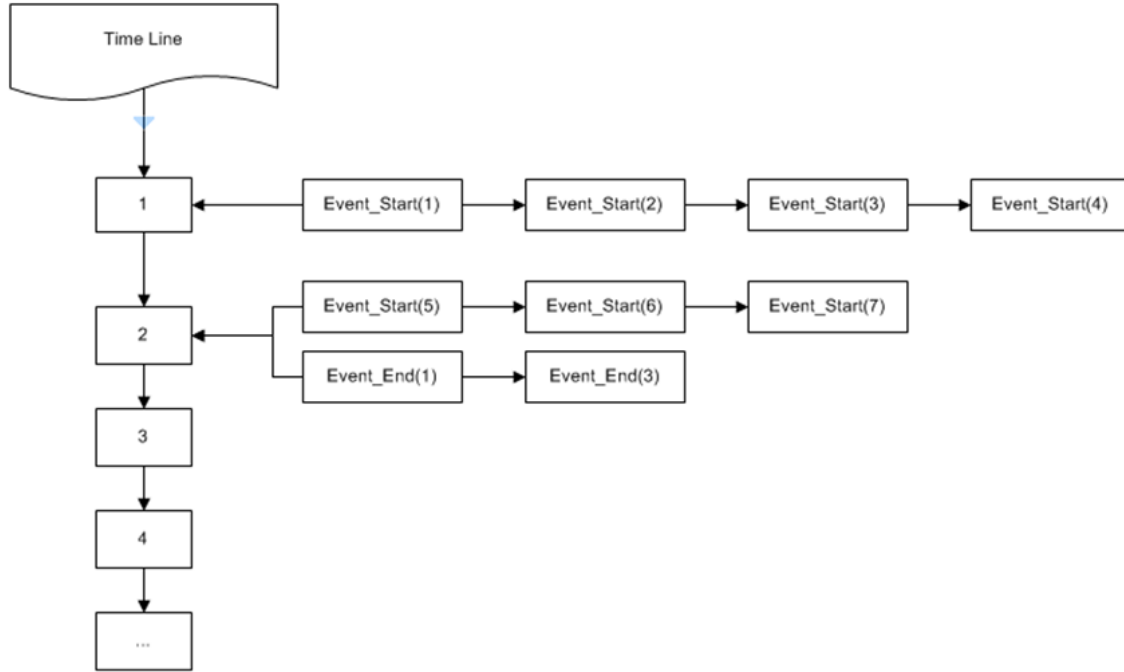 Time Line
1
Event_Start(1)
Event_Start(2)
Event_Start(3)
Event_Start(4)
2
Event_Start(5)
Event_Start(6)
Event_Start(7)
Event_End(1)
Event_End(3)
3
4
...